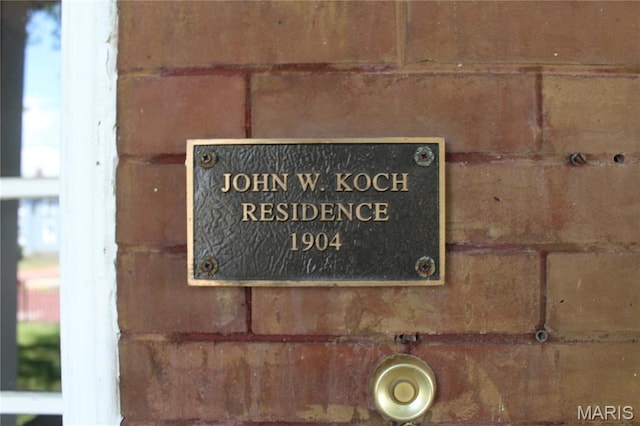 JOHN W. KOCH
RESIDENCE
1904
MARIS